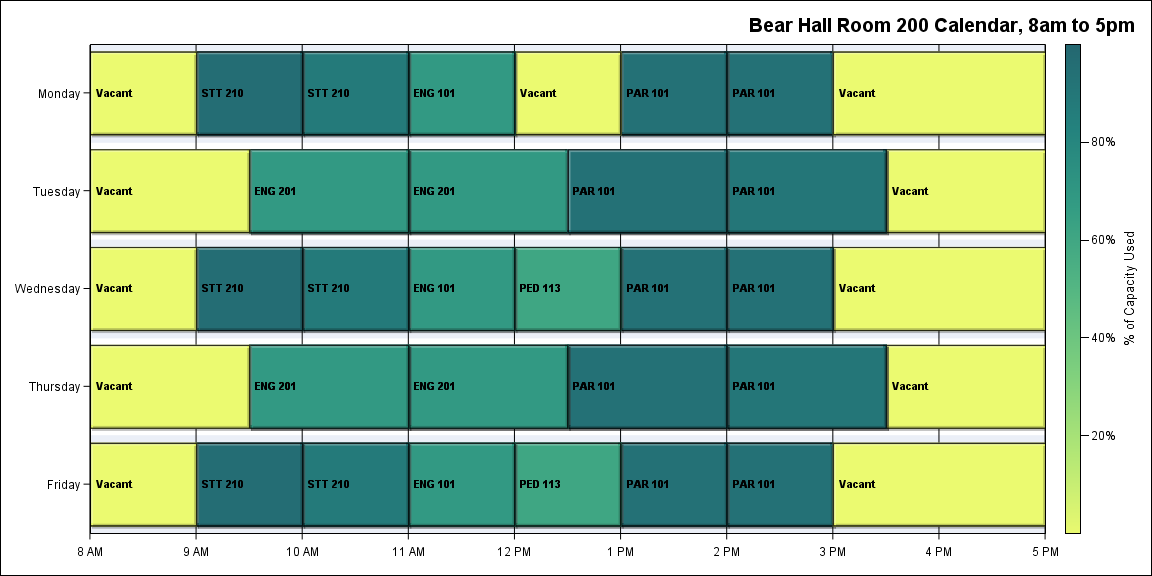 Bear Hall Room 200 Calendar, 8am to 5pm
Monday Vacant STT 210 STT 210 ENG 101 Vacant PAR 101 PAR 101 Vacant
Tuesday Vacant ENG 201 ENG 201 PAR 101 PAR 101 Vacant
Wednesday Vacant STT 210 STT 210 ENG 101 PED 113 PAR 101 PAR 101 Vacant
Thursday Vacant ENG 201 ENG 201 PAR 101 PAR 101 Vacant
Friday Vacant STT 210 STT 210 ENG 101 PED 113 PAR 101 PAR 101 Vacant
8 AM 9 AM 10 AM 11 AM 12 PM 1 PM 2 PM 3 PM 4 PM 5 PM
80%
60%
40%
20%
% of Capacity Used